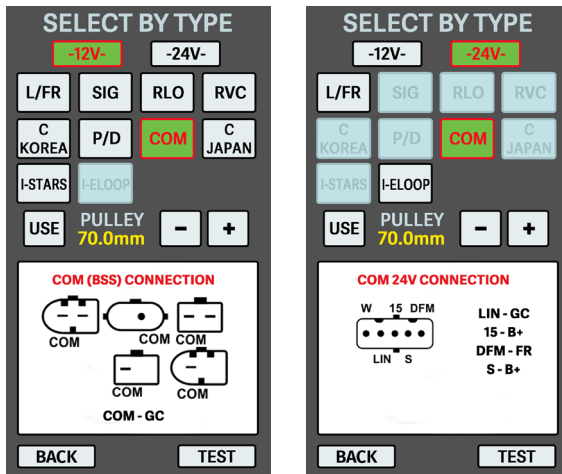 SELECT BY TYPE
-12V- -24V-
L/FR SIG RLO RVC
C KOREA P/D COM C JAPAN
I-STARS I-ELOOP
USE PULLEY 70.0mm - +
COM (BSS) CONNECTION
COM COM COM
COM COM
COM - GC
BACK TEST
SELECT BY TYPE
-12V- -24V-
L/FR SIG RLO RVC
C KOREA P/D COM C JAPAN
I-STARS I-ELOOP
USE PULLEY 70.0mm - +
COM 24V CONNECTION
W 15 DFM
LIN S
LIN - GC
15 - B+
DFM - FR
S - B+
BACK TEST